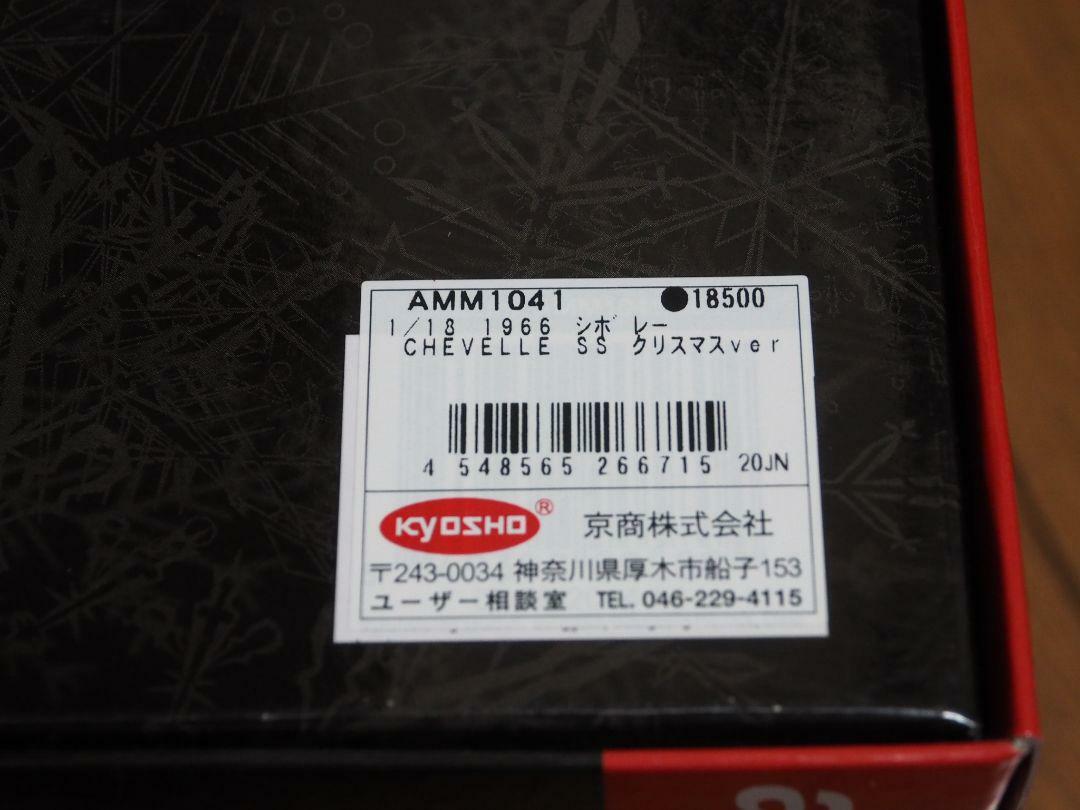 AMM1041 ●18500
1/18 1966 シボレー
CHEVELLE SS クリスマスver
4 548565 266715 20JN
KYOSHO® 京商株式会社
〒243-0034 神奈川県厚木市船子153
ユーザー相談室 TEL. 046-229-4115